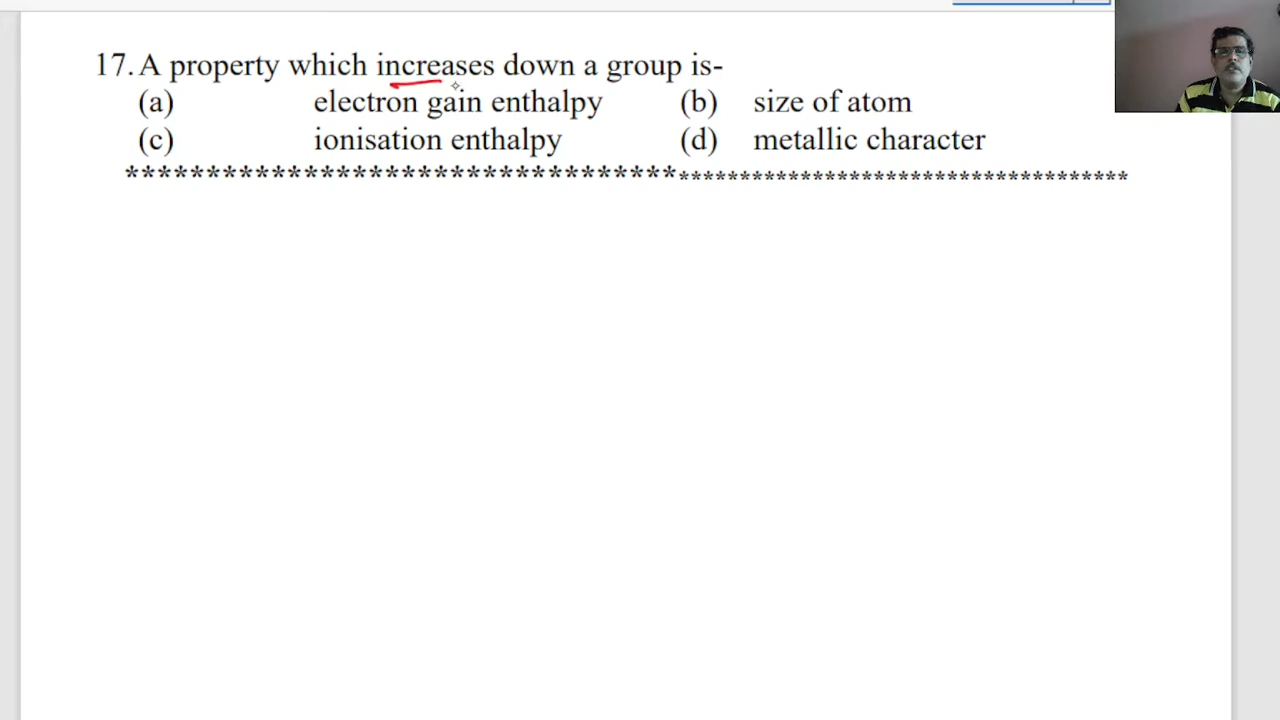 17. A property which increases down a group is-
(a) electron gain enthalpy (b) size of atom
(c) ionisation enthalpy (d) metallic character
**********************************************************************